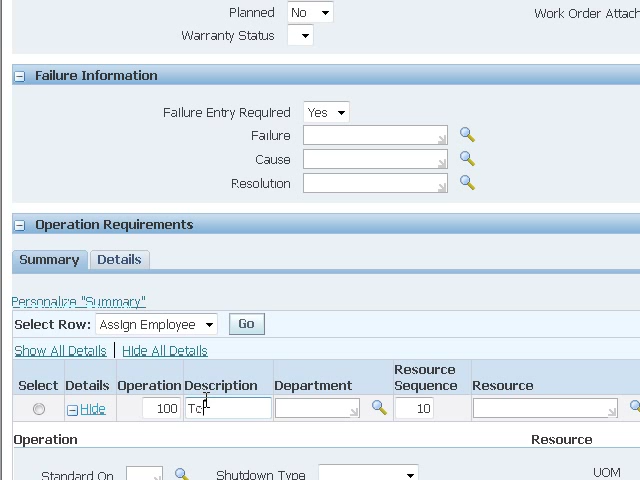 Planned No Work Order Attach
Warranty Status
Failure Information
Failure Entry Required Yes
Failure
Cause
Resolution
Operation Requirements
Summary Details
Personalize "Summary"
Select Row: Assign Employee Go
Show All Details | Hide All Details
Select Details Operation Description Department Resource Sequence Resource
Hide 100 To 10
Operation Resource
Standard Op Shutdown Type UOM